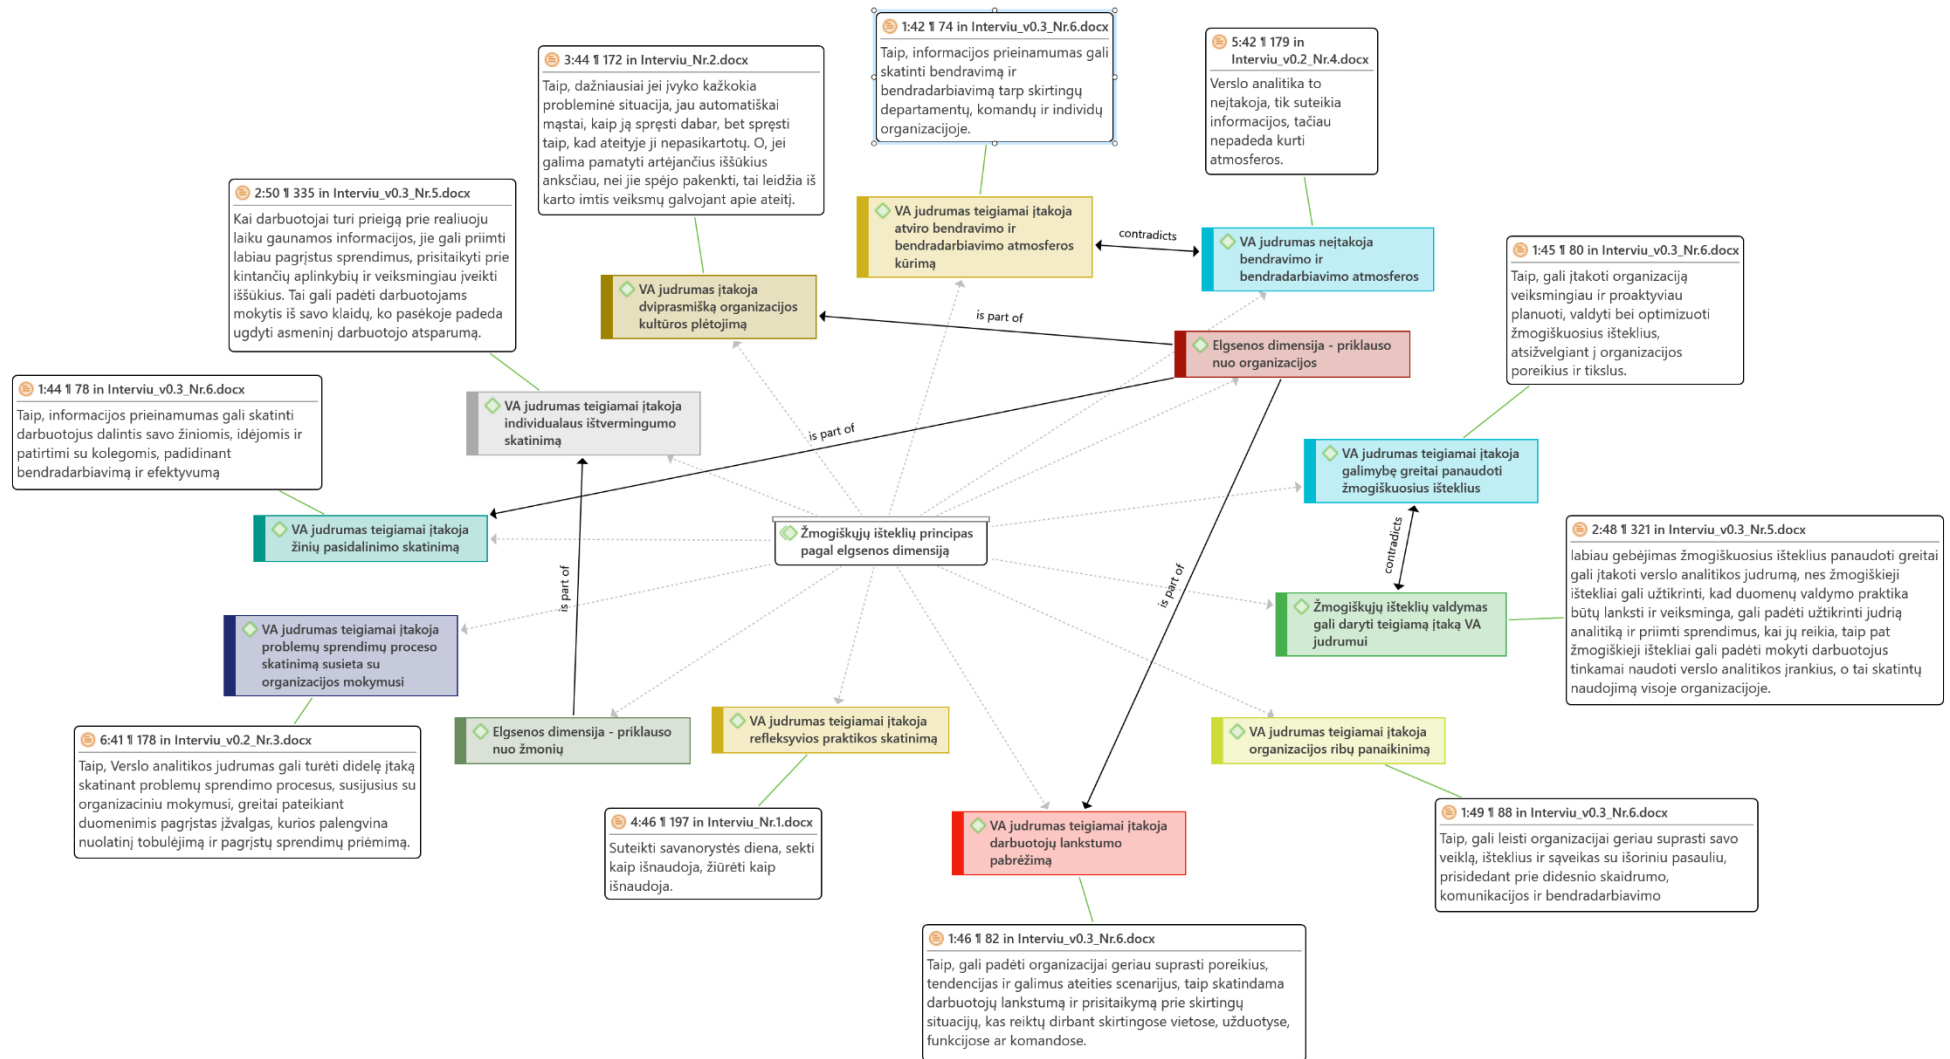 1:42 ¶ 74 in Interviu_v0.3_Nr.6.docx
Taip, informacijos prieinamumas gali
skatinti bendravimą ir
bendradarbiavimą tarp skirtingų
departamentų, komandų ir individų
organizacijoje.
5:42 ¶ 179 in
Interviu_v0.2_Nr.4.docx
Verslo analitika to
neįtakoja, tik suteikia
informacijos, tačiau
nepadeda kurti
atmosferos.
3:44 ¶ 172 in Interviu_Nr.2.docx
Taip, dažniausiai jei įvyko kažkokia
probleminė situacija, jau automatiškai
mąstai, kaip ją spręsti dabar, bet spręsti
taip, kad ateityje ji nepasikartotų. O, jei
galima pamatyti artėjančius iššūkius
anksčiau, nei jie spėjo pakenkti, tai leidžia iš
karto imtis veiksmų galvojant apie ateitį.
2:50 ¶ 335 in Interviu_v0.3_Nr.5.docx
Kai darbuotojai turi prieigą prie realiuoju
laiku gaunamos informacijos, jie gali priimti
labiau pagrįstus sprendimus, prisitaikyti prie
kintančių aplinkybių ir veiksmingiau įveikti
iššūkius. Tai gali padėti darbuotojams
mokytis iš savo klaidų, ko pasėkoje padeda
ugdyti asmeninį darbuotojo atsparumą.
VA judrumas teigiamai įtakoja
atviro bendravimo ir
bendradarbiavimo atmosferos
kūrimą
contradicts
VA judrumas neįtakoja
bendravimo ir
bendradarbiavimo atmosferos
1:45 ¶ 80 in Interviu_v0.3_Nr.6.docx
Taip, gali įtakoti organizaciją
veiksmingiau ir proaktyviau
planuoti, valdyti bei optimizuoti
žmogiškuosius išteklius,
atsižvelgiant į organizacijos
poreikius ir tikslus.
VA judrumas įtakoja
dviprasmišką organizacijos
kultūros plėtojimą
is part of
Elgsenos dimensija - priklauso
nuo organizacijos
1:44 ¶ 78 in Interviu_v0.3_Nr.6.docx
Taip, informacijos prieinamumas gali skatinti
darbuotojus dalintis savo žiniomis, idėjomis ir
patirtimi su kolegomis, padidinant
bendradarbiavimą ir efektyvumą
VA judrumas teigiamai įtakoja
individualaus ištvermingumo
skatinimą
is part of
VA judrumas teigiamai įtakoja
galimybę greitai panaudoti
žmogiškuosius išteklius
VA judrumas teigiamai įtakoja
žinių pasidalinimo skatinimą
Žmogiškųjų išteklių principas
pagal elgsenos dimensiją
contradicts
2:48 ¶ 321 in Interviu_v0.3_Nr.5.docx
labiau gebėjimas žmogiškuosius išteklius panaudoti greitai
gali įtakoti verslo analitikos judrumą, nes žmogiškieji
ištekliai gali užtikrinti, kad duomenų valdymo praktika
būtų lanksti ir veiksminga, gali padėti užtikrinti judrią
analitiką ir priimti sprendimus, kai jų reikia, taip pat
žmogiškieji ištekliai gali padėti mokyti darbuotojus
tinkamai naudoti verslo analitikos įrankius, o tai skatintų
naudojimą visoje organizacijoje.
is part of
is part of
Žmogiškųjų išteklių valdymas
gali daryti teigiamą įtaką VA
judrumui
VA judrumas teigiamai įtakoja
problemų sprendimų proceso
skatinimą susieta su
organizacijos mokymusi
Elgsenos dimensija - priklauso
nuo žmonių
VA judrumas teigiamai įtakoja
refleksyvios praktikos skatinimą
VA judrumas teigiamai įtakoja
organizacijos ribų panaikinimą
6:41 ¶ 178 in Interviu_v0.2_Nr.3.docx
Taip, Verslo analitikos judrumas gali turėti didelę įtaką
skatinant problemų sprendimo procesus, susijusius su
organizaciniu mokymusi, greitai pateikiant
duomenimis pagrįstas įžvalgas, kurios palengvina
nuolatinį tobulėjimą ir pagrįstų sprendimų priėmimą.
4:46 ¶ 197 in Interviu_Nr.1.docx
Suteikti savanorystės diena, sekti
kaip išnaudoja, žiūrėti kaip
išnaudoja.
VA judrumas teigiamai įtakoja
darbuotojų lankstumo
pabrėžimą
1:49 ¶ 88 in Interviu_v0.3_Nr.6.docx
Taip, gali leisti organizacijai geriau suprasti savo
veiklą, išteklius ir sąveikas su išoriniu pasauliu,
prisidedant prie didesnio skaidrumo,
komunikacijos ir bendradarbiavimo
1:46 ¶ 82 in Interviu_v0.3_Nr.6.docx
Taip, gali padėti organizacijai geriau suprasti poreikius,
tendencijas ir galimus ateities scenarijus, taip skatindama
darbuotojų lankstumą ir prisitaikymą prie skirtingų
situacijų, kas reiktų dirbant skirtingose vietose, užduotyse,
funkcijose ar komandose.